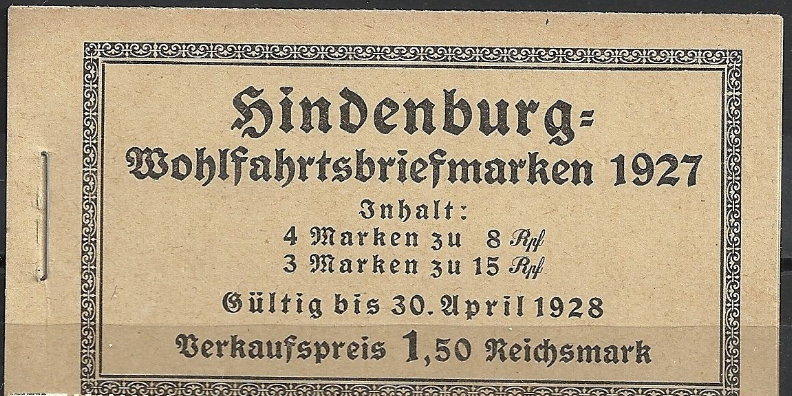 Hindenburg=
Wohlfahrtsbriefmarken 1927
Inhalt:
4 Marken zu 8 Rpf
3 Marken zu 15 Rpf
Gültig bis 30. April 1928
Verkaufspreis 1,50 Reichsmark